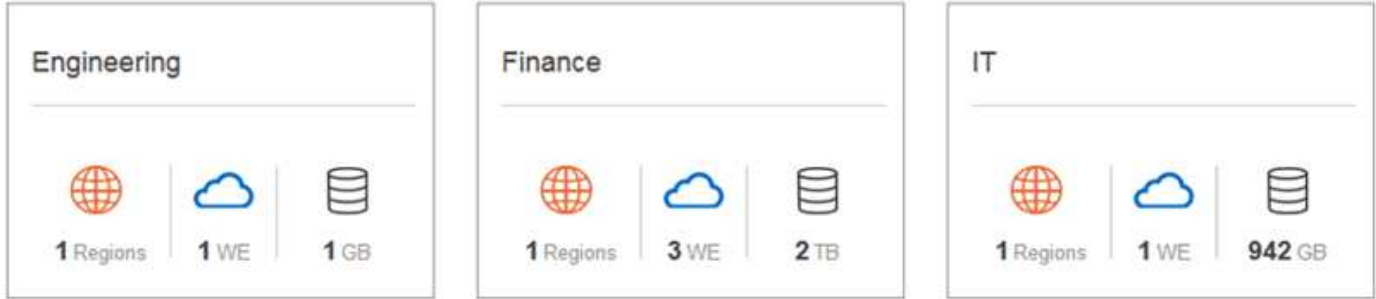 Engineering
1 Regions
1 WE
1 GB
Finance
1 Regions
3 WE
2 TB
IT
1 Regions
1 WE
942 GB